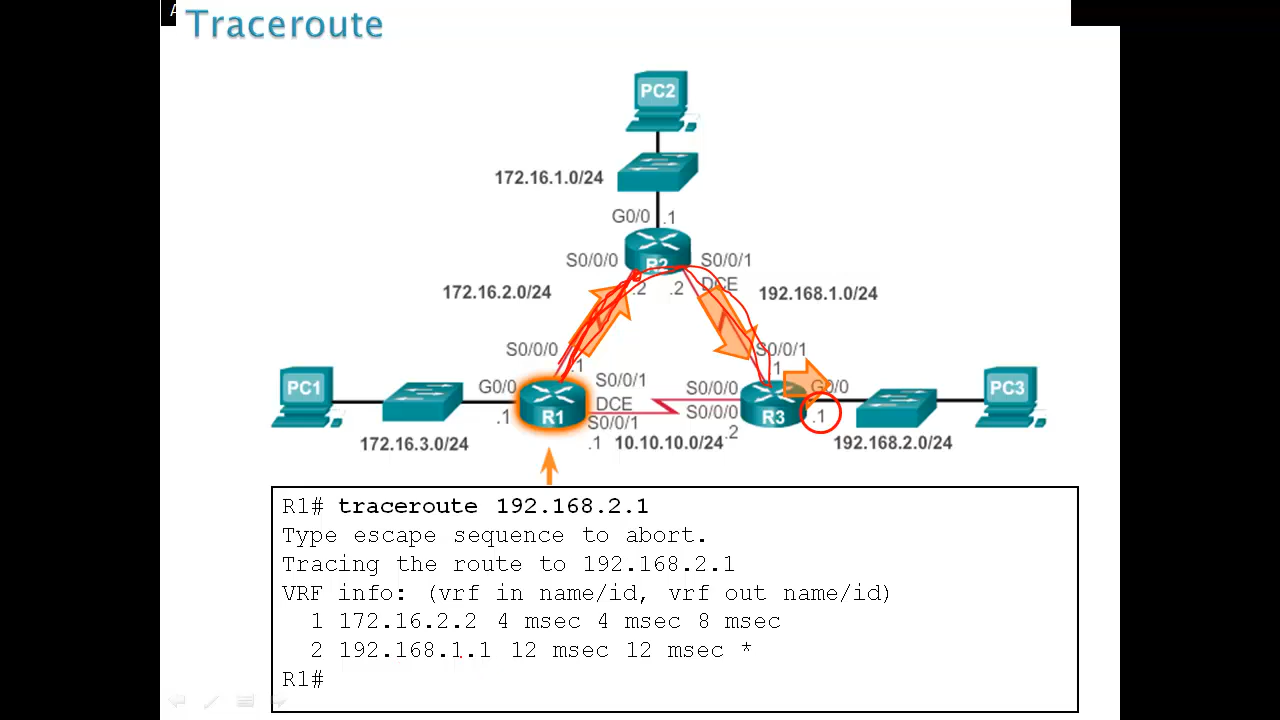 Traceroute
PC2
172.16.1.0/24
G0/0 .1
R2
S0/0/0
S0/0/1
DCE
.2 .2
172.16.2.0/24
192.168.1.0/24
S0/0/0
.1
S0/0/1
.1
PC1
G0/0
.1
R1
S0/0/1
DCE
S0/0/1
.1
S0/0/0
S0/0/0
.2
R3
G0/0
.1
PC3
172.16.3.0/24
10.10.10.0/24
192.168.2.0/24
R1# traceroute 192.168.2.1
Type escape sequence to abort.
Tracing the route to 192.168.2.1
VRF info: (vrf in name/id, vrf out name/id)
1 172.16.2.2 4 msec 4 msec 8 msec
2 192.168.1.1 12 msec 12 msec *
R1#